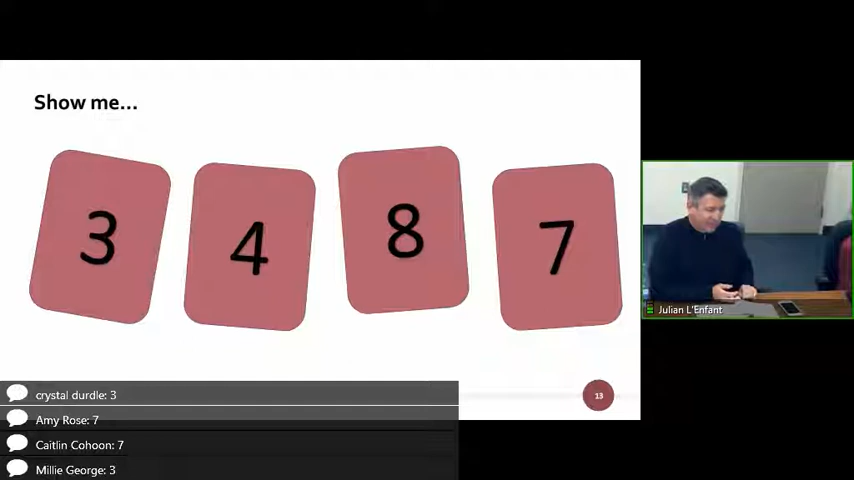 Show me...
3
4
8
7
Julian L'Enfant
13
crystal durdle: 3
Amy Rose: 7
Caitlin Cohoon: 7
Millie George: 3